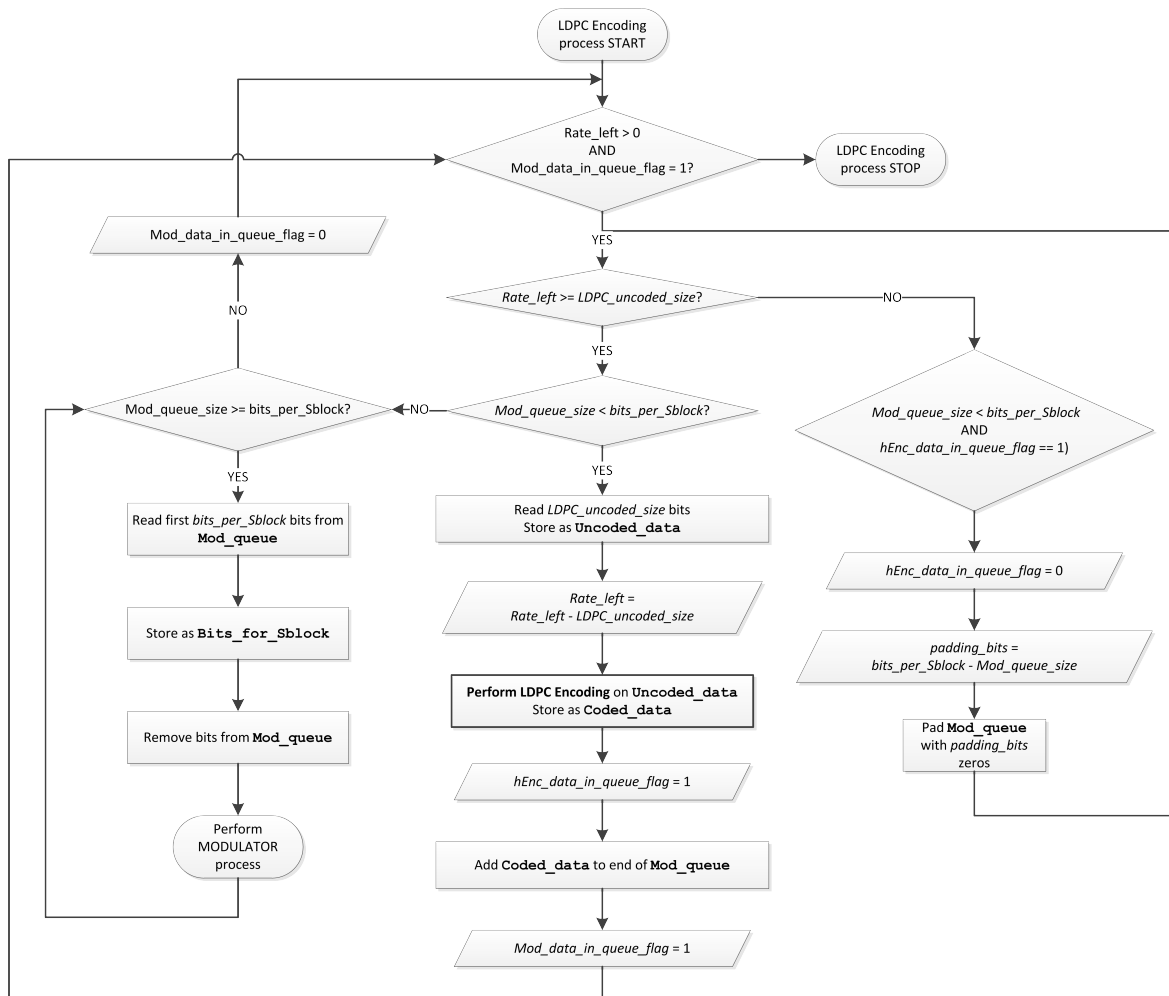 LDPC Encoding
process START
Rate_left > 0
AND
Mod_data_in_queue_flag = 1?
LDPC Encoding
process STOP
Mod_data_in_queue_flag = 0
YES
Rate_left >= LDPC_uncoded_size?
NO
NO
YES
Mod_queue_size >= bits_per_Sblock?
NO
Mod_queue_size < bits_per_Sblock?
Mod_queue_size < bits_per_Sblock
AND
hEnc_data_in_queue_flag == 1)
YES
YES
Read first bits_per_Sblock bits from
Mod_queue
Read LDPC_uncoded_size bits
Store as Uncoded_data
hEnc_data_in_queue_flag = 0
Rate_left =
Rate_left - LDPC_uncoded_size
Store as Bits_for_Sblock
padding_bits =
bits_per_Sblock - Mod_queue_size
Perform LDPC Encoding on Uncoded_data
Store as Coded_data
Remove bits from Mod_queue
Pad Mod_queue
with padding_bits
zeros
hEnc_data_in_queue_flag = 1
Perform
MODULATOR
process
Add Coded_data to end of Mod_queue
Mod_data_in_queue_flag = 1